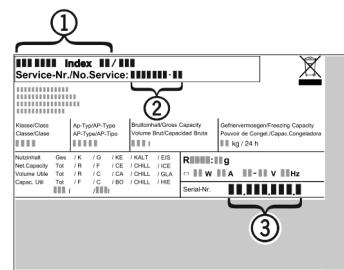 1
Index /
Service-Nr./No.Service: -
2
Klasse/Class
Classe/Clase
Ap-Typ/AP-Type
AP-Type/AP-Tipo
Bruttoinhalt/Gross Capacity
Volume Brut/Capacidad Bruta
l
Gefriervermoegen/Freezing Capacity
Pouvoir de Congel./Capac.Congeladora
kg / 24 h
Nutzinhalt Ges / K / G / KE / KALT / EIS
Net.Capacity Tot / R / F / CE / CHILL / ICE
Volume Utile Tot / R / C / CA / CHILL / GLA
Capac. Util Tot / F / C / BO / CHILL / HIE
l / l
R : g
W A - V Hz
Serial-Nr. . . .
3